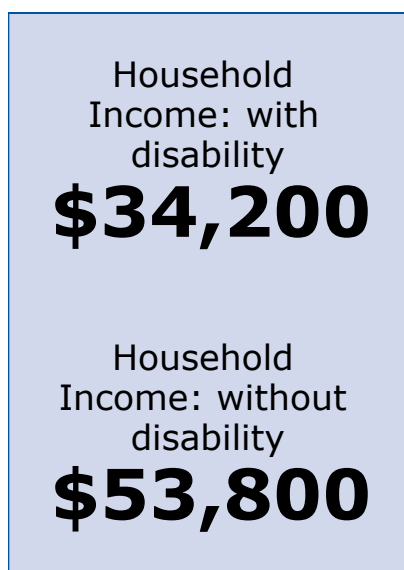 Household
Income: with
disability
$34,200
Household
Income: without
disability
$53,800